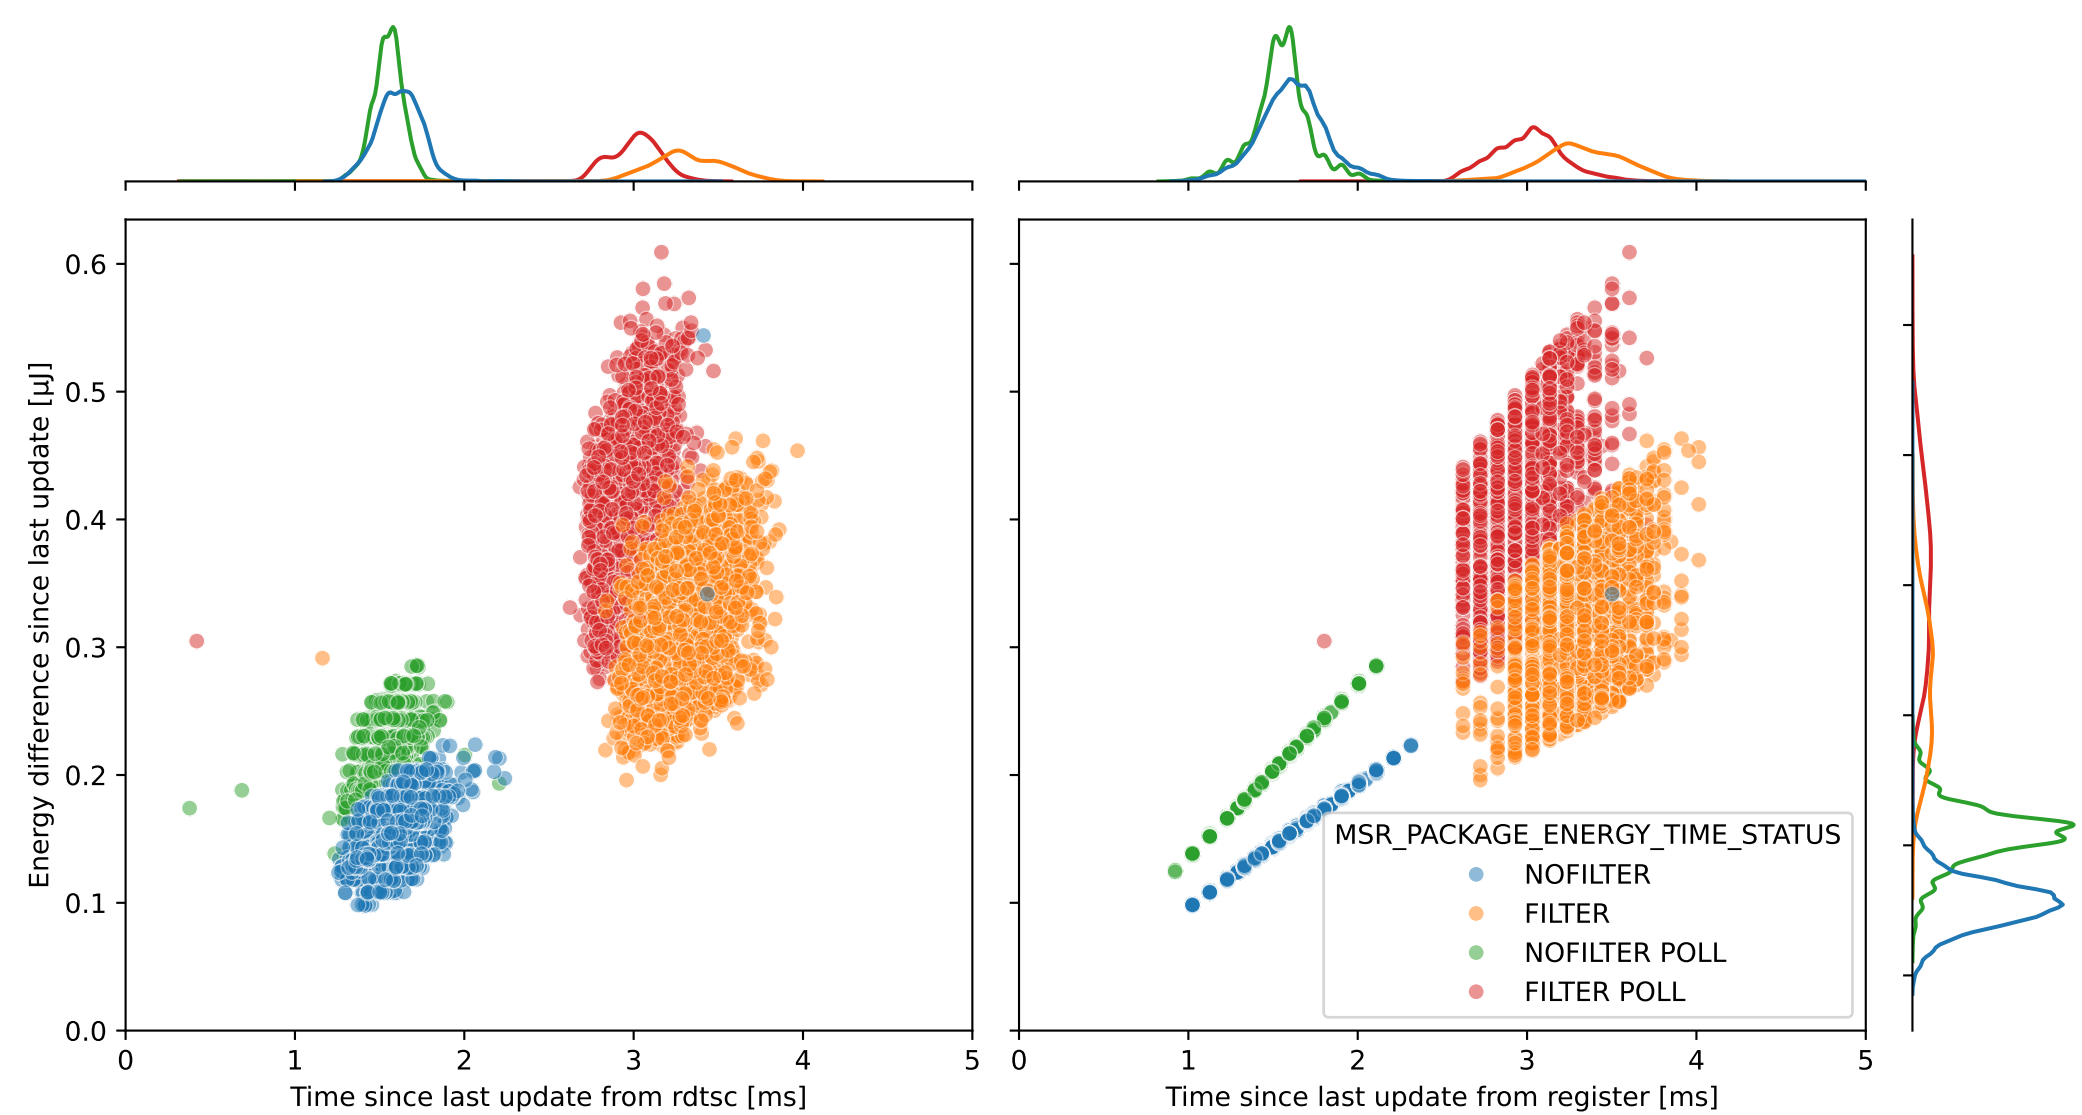 Energy difference since last update [µJ]
0.6
0.5
0.4
0.3
0.2
0.1
0.0
0 1 2 3 4 5
Time since last update from rdtsc [ms]
MSR_PACKAGE_ENERGY_TIME_STATUS
NOFILTER
FILTER
NOFILTER POLL
FILTER POLL
0 1 2 3 4 5
Time since last update from register [ms]